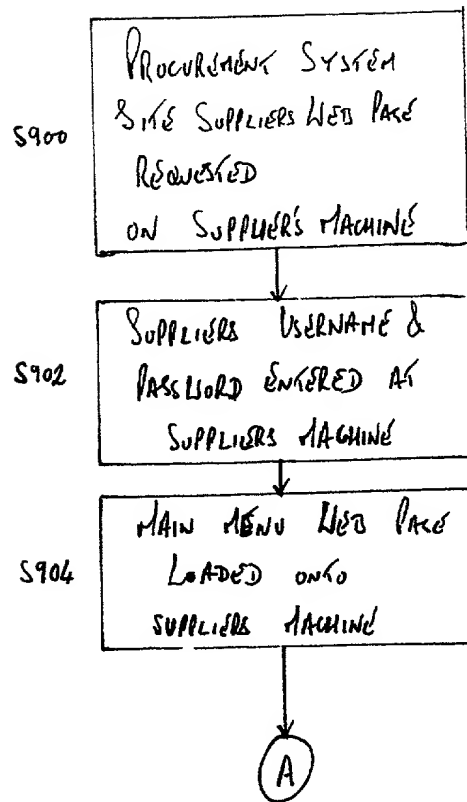 PROCUREMENT SYSTEM
SITE SUPPLIERS WEB PAGE
S900
REQUESTED
ON SUPPLIER'S MACHINE
SUPPLIERS USERNAME &
S902
PASSWORD ENTERED AT
SUPPLIERS MACHINE
MAIN MENU WEB PAGE
S904
LOADED ONTO
SUPPLIERS MACHINE
A